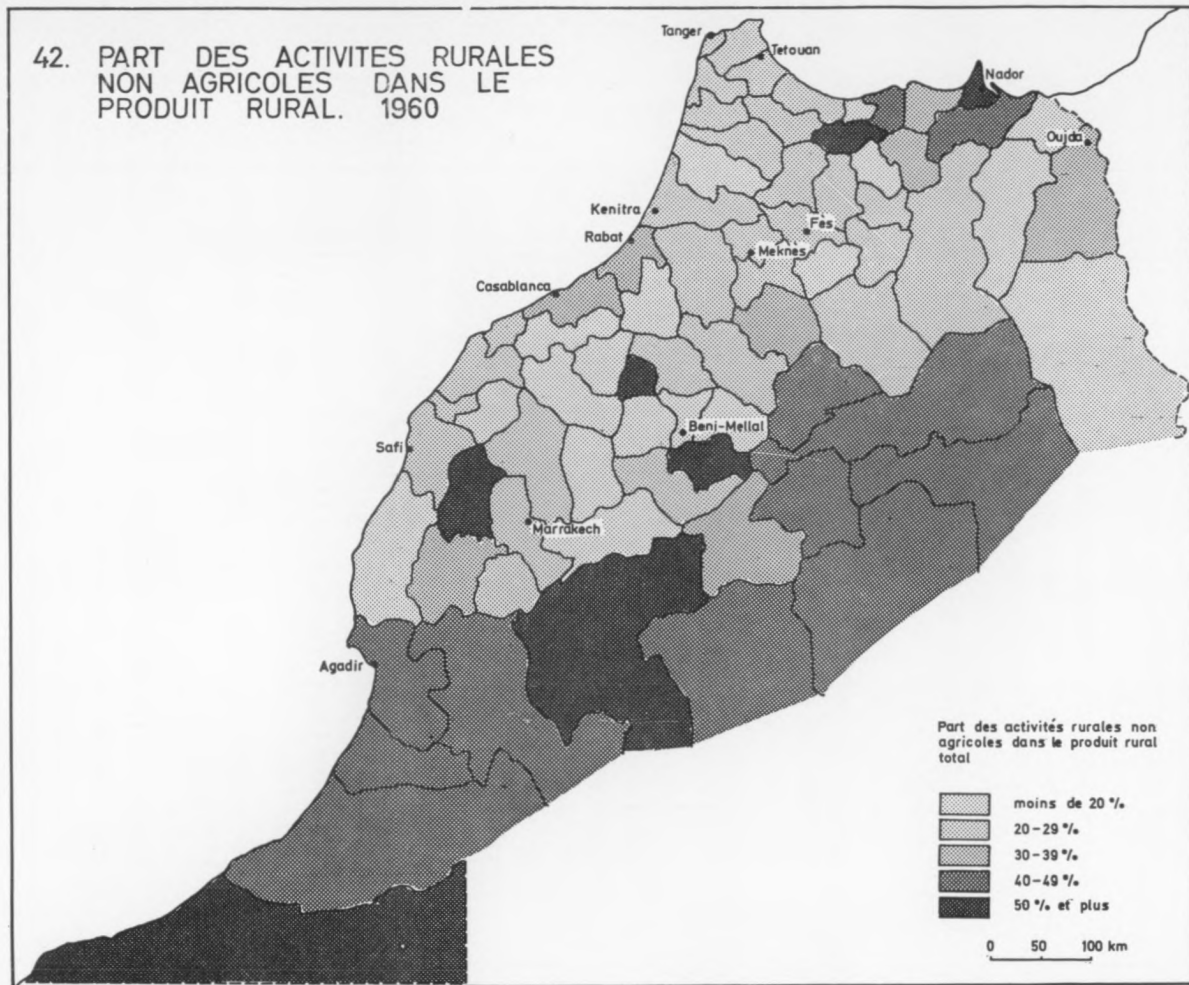 42. PART DES ACTIVITES RURALES
NON AGRICOLES DANS LE
PRODUIT RURAL. 1960
Tanger
Tetouan
Nador
Oujda
Kenitra
Fès
Rabat
Meknès
Casablanca
Beni-Mellal
Safi
Marrakech
Agadir
Part des activités rurales non
agricoles dans le produit rural
total
moins de 20 %
20-29 %
30-39 %
40-49 %
50 % et plus
0 50 100 km